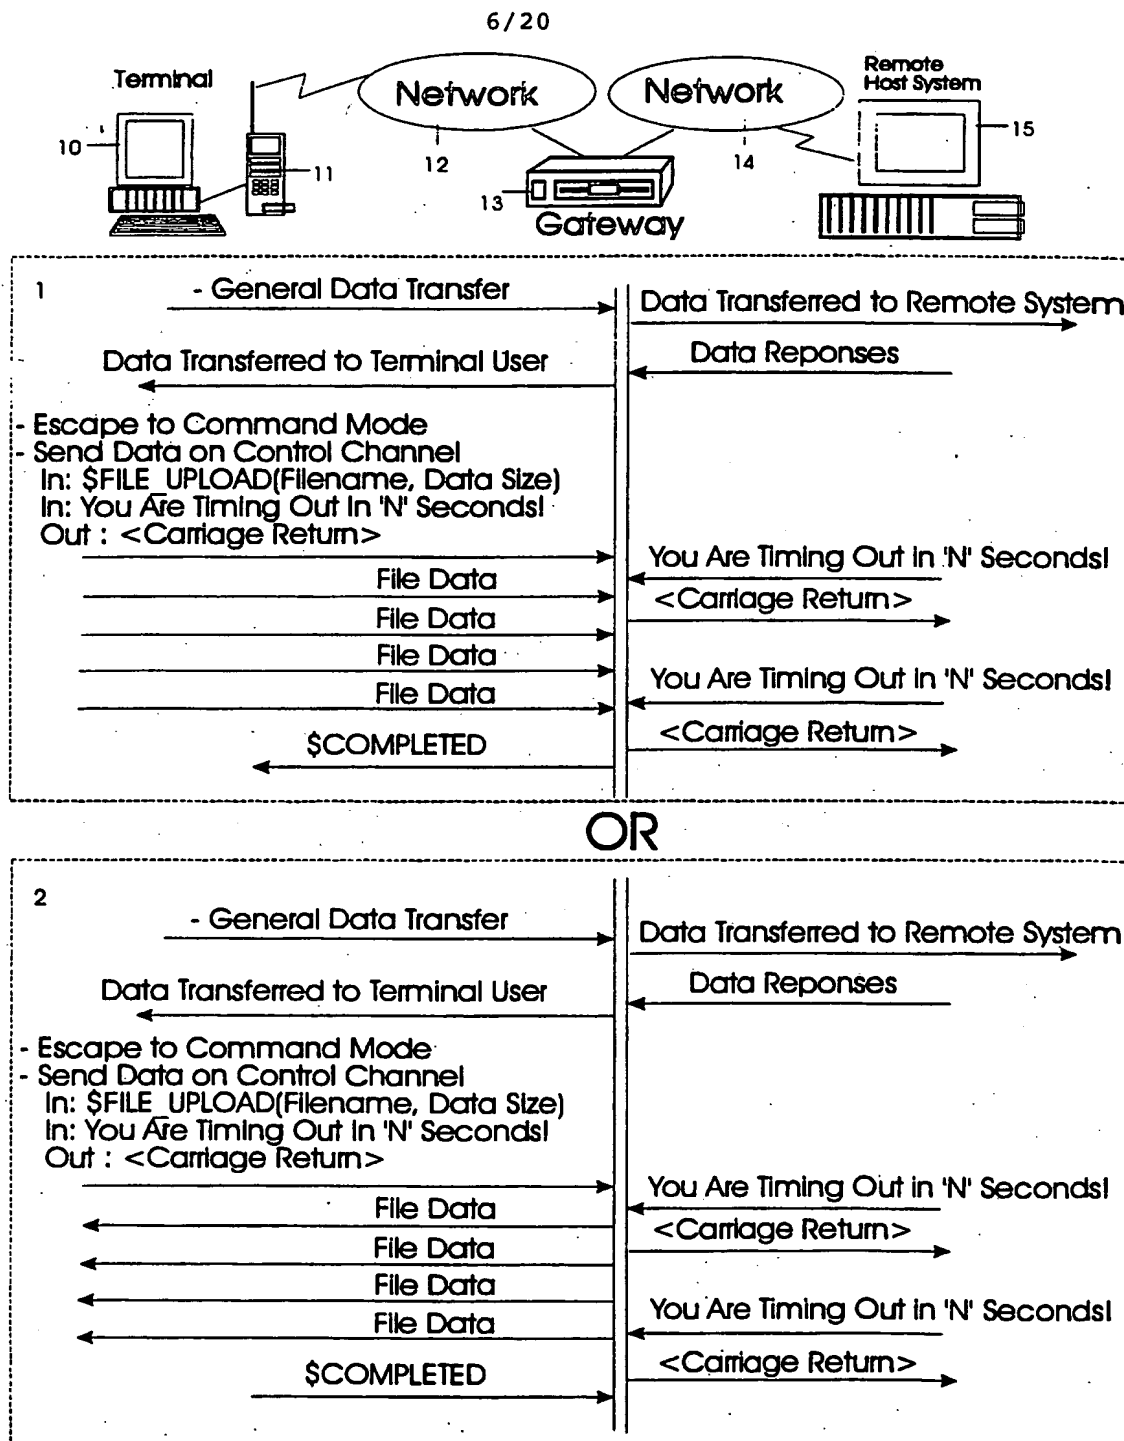 6/20
Terminal
Network
Network
Remote
Host System
10
11
12
13
14
15
Gateway
1
- General Data Transfer
Data Transferred to Remote System
Data Reponses
Data Transferred to Terminal User
- Escape to Command Mode
- Send Data on Control Channel
In: $FILE_UPLOAD(Filename, Data Size)
In: You Are Timing Out in 'N' Seconds!
Out : <Carriage Return>
You Are Timing Out in 'N' Seconds!
File Data
<Carriage Return>
File Data
File Data
You Are Timing Out in 'N' Seconds!
File Data
<Carriage Return>
$COMPLETED
OR
2
- General Data Transfer
Data Transferred to Remote System
Data Reponses
Data Transferred to Terminal User
- Escape to Command Mode
- Send Data on Control Channel
In: $FILE_UPLOAD(Filename, Data Size)
In: You Are Timing Out in 'N' Seconds!
Out : <Carriage Return>
You Are Timing Out in 'N' Seconds!
File Data
<Carriage Return>
File Data
File Data
You Are Timing Out in 'N' Seconds!
File Data
<Carriage Return>
$COMPLETED